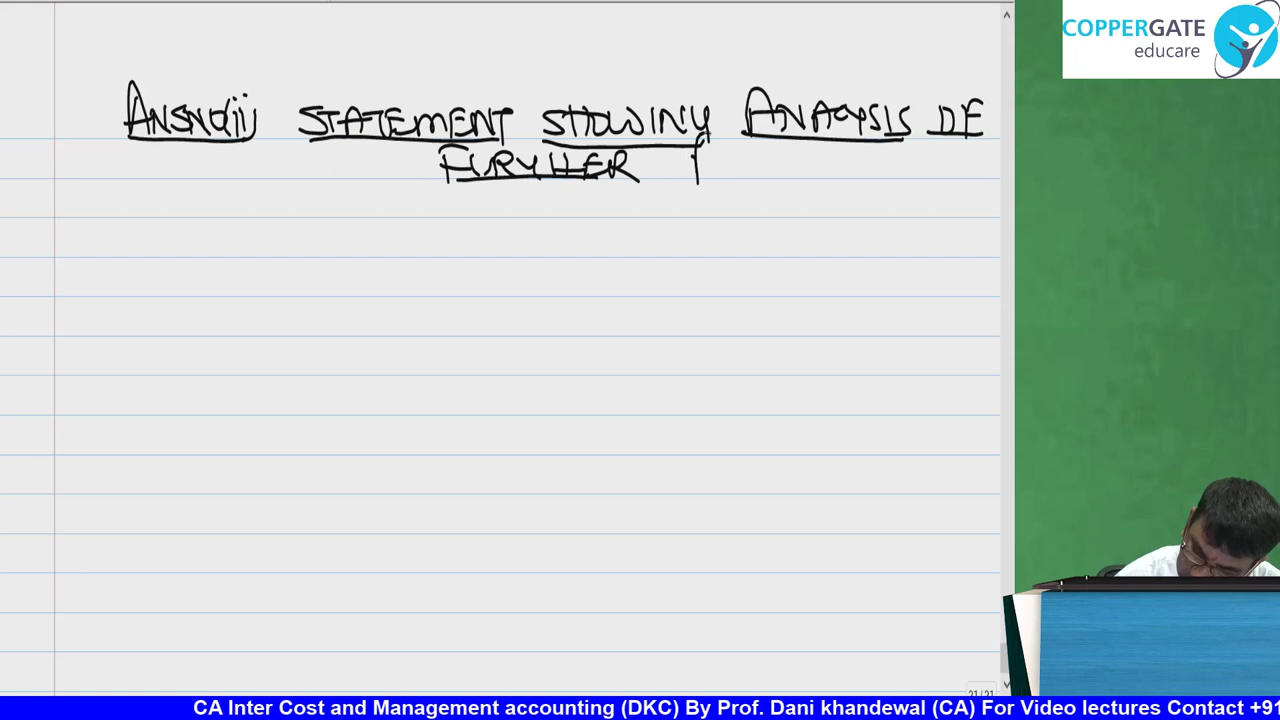 COPPERGATE
educare
ANSNO(ii) STATEMENT SHOWING ANALYSIS OF
FURTHER
CA Inter Cost and Management accounting (DKC) By Prof. Dani khandewal (CA) For Video lectures Contact +91